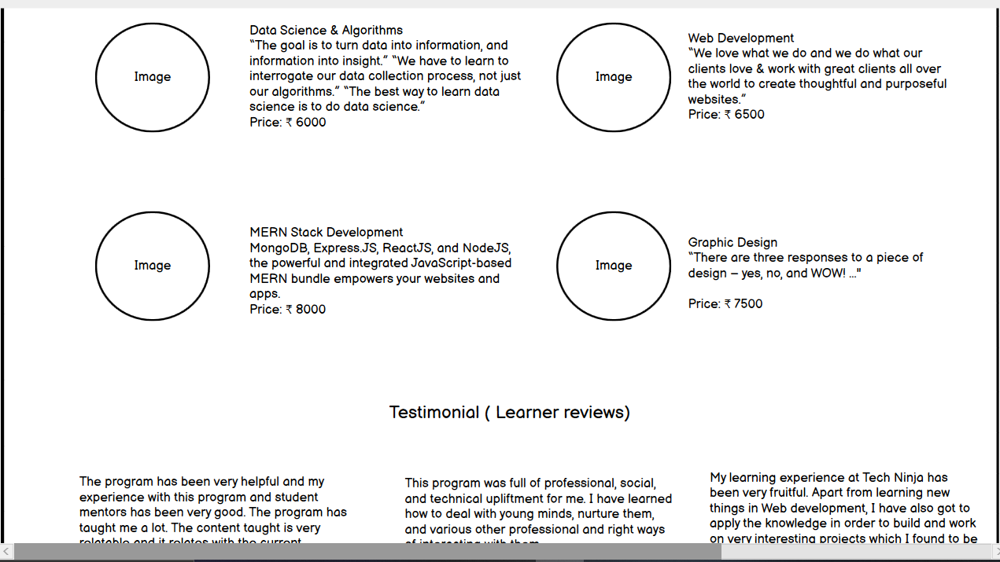 Image
Data Science & Algorithms
“The goal is to turn data into information, and
information into insight.” “We have to learn to
interrogate our data collection process, not just
our algorithms.” “The best way to learn data
science is to do data science.”
Price: ₹ 6000
Image
Web Development
“We love what we do and we do what our
clients love & work with great clients all over
the world to create thoughtful and purposeful
websites.”
Price: ₹ 6500
Image
MERN Stack Development
MongoDB, Express.JS, ReactJS, and NodeJS,
the powerful and integrated JavaScript-based
MERN bundle empowers your websites and
apps.
Price: ₹ 8000
Image
Graphic Design
“There are three responses to a piece of
design – yes, no, and WOW! ..."
Price: ₹ 7500
Testimonial ( Learner reviews)
The program has been very helpful and my
experience with this program and student
mentors has been very good. The program has
taught me a lot. The content taught is very
relatable and it relates with the current
This program was full of professional, social,
and technical upliftment for me. I have learned
how to deal with young minds, nurture them,
and various other professional and right ways
of interesting with them
My learning experience at Tech Ninja has
been very fruitful. Apart from learning new
things in Web development, I have also got to
apply the knowledge in order to build and work
on very interesting projects which I found to be